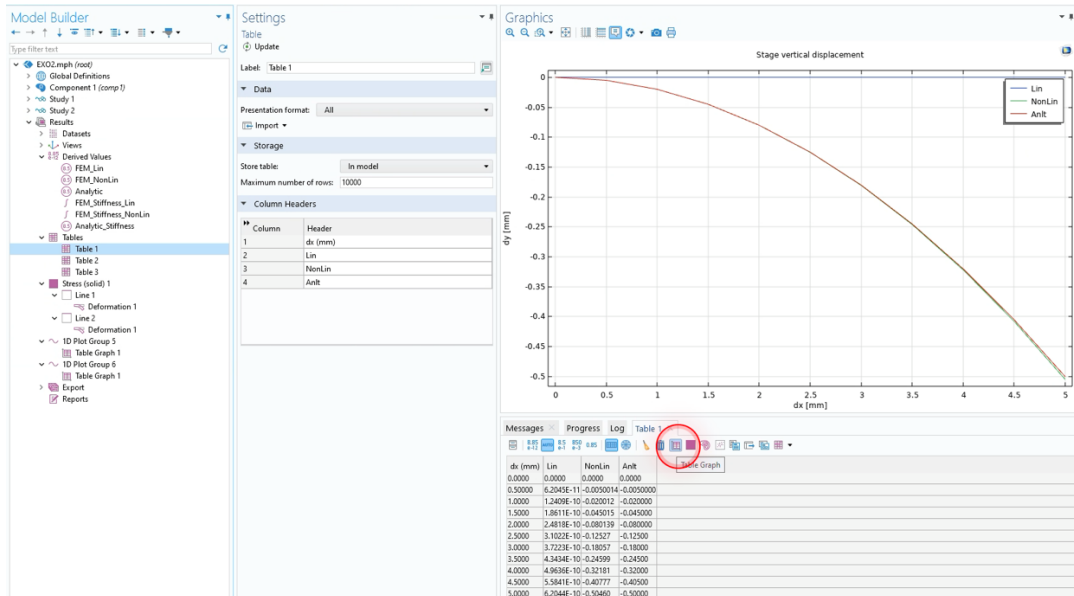 Model Builder
Type filter text
EXO2.mph (root)
Global Definitions
Component 1 (comp1)
Study 1
Study 2
Results
Datasets
Views
Derived Values
FEM_Lin
FEM_NonLin
Analytic
FEM_Stiffness_Lin
FEM_Stiffness_NonLin
Analytic_Stiffness
Tables
Table 1
Table 2
Table 3
Stress (solid) 1
Line 1
Deformation 1
Line 2
Deformation 1
1D Plot Group 5
Table Graph 1
1D Plot Group 6
Table Graph 1
Export
Reports
Settings
Table
Update
Label: Table 1
Data
Presentation format: All
Import
Storage
Store table: In model
Maximum number of rows: 10000
Column Headers
Column Header
1 dx (mm)
2 Lin
3 NonLin
4 Anlt
Graphics
Stage vertical displacement
Lin
NonLin
Anlt
0
-0.05
-0.1
-0.15
-0.2
-0.25
-0.3
-0.35
-0.4
-0.45
-0.5
dy [mm]
0 0.5 1 1.5 2 2.5 3 3.5 4 4.5 5
dx [mm]
Messages Progress Log Table 1
8.85 e-12 AUTO 8.5 e-1 850 e-3 0.85
Table Graph
dx (mm) Lin NonLin Anlt
0.0000 0.0000 0.0000 0.0000
0.50000 6.2045E-11 -0.0050014 -0.0050000
1.0000 1.2409E-10 -0.020012 -0.020000
1.5000 1.8611E-10 -0.045015 -0.045000
2.0000 2.4818E-10 -0.080139 -0.080000
2.5000 3.1022E-10 -0.12527 -0.12500
3.0000 3.7223E-10 -0.18057 -0.18000
3.5000 4.3434E-10 -0.24599 -0.24500
4.0000 4.9636E-10 -0.32181 -0.32000
4.5000 5.5841E-10 -0.40777 -0.40500
5.0000 6.2044E-10 -0.50460 -0.50000